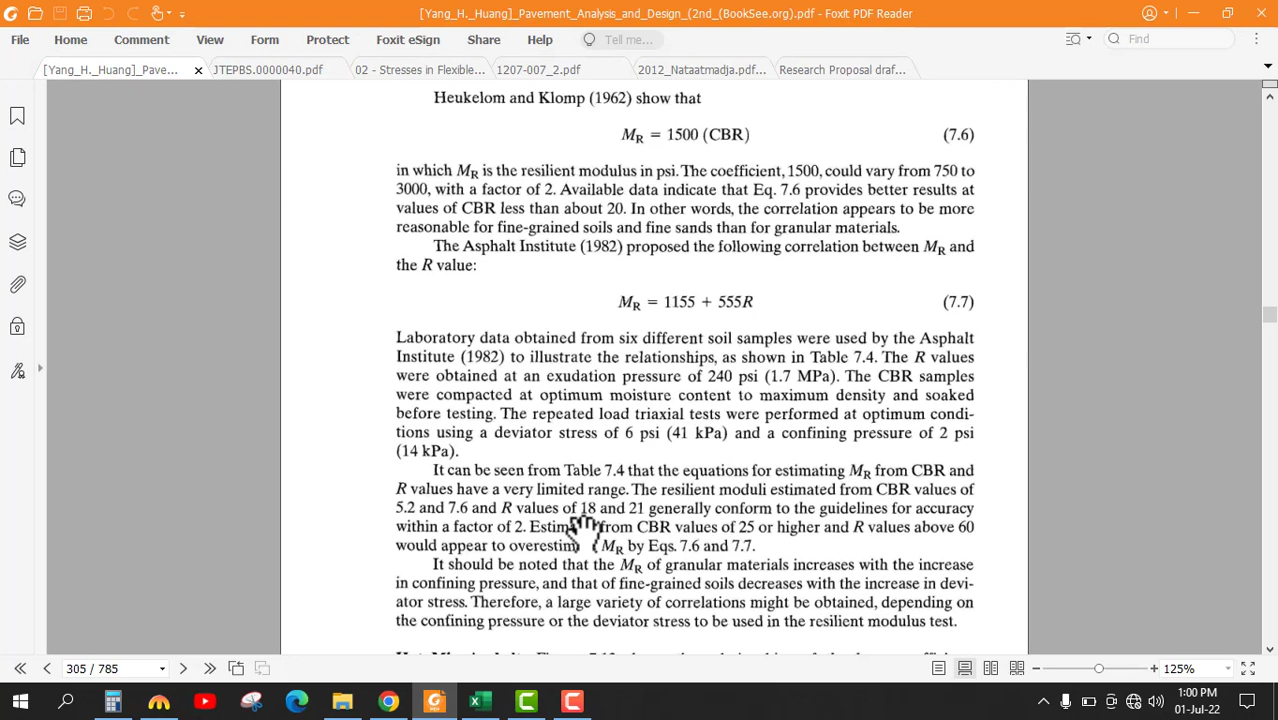 [Yang_H._Huang]_Pavement_Analysis_and_Design_(2nd_(BookSee.org).pdf - Foxit PDF Reader
File Home Comment View Form Protect Foxit eSign Share Help Tell me... Find
[Yang_H._Huang]_Pave... JTEPBS.0000040.pdf 02 - Stresses in Flexible... 1207-007_2.pdf 2012_Nataatmadja.pdf... Research Proposal draf...
Heukelom and Klomp (1962) show that
MR = 1500 (CBR) (7.6)
in which MR is the resilient modulus in psi. The coefficient, 1500, could vary from 750 to
3000, with a factor of 2. Available data indicate that Eq. 7.6 provides better results at
values of CBR less than about 20. In other words, the correlation appears to be more
reasonable for fine-grained soils and fine sands than for granular materials.
The Asphalt Institute (1982) proposed the following correlation between MR and
the R value:
MR = 1155 + 555R (7.7)
Laboratory data obtained from six different soil samples were used by the Asphalt
Institute (1982) to illustrate the relationships, as shown in Table 7.4. The R values
were obtained at an exudation pressure of 240 psi (1.7 MPa). The CBR samples
were compacted at optimum moisture content to maximum density and soaked
before testing. The repeated load triaxial tests were performed at optimum condi-
tions using a deviator stress of 6 psi (41 kPa) and a confining pressure of 2 psi
(14 kPa).
It can be seen from Table 7.4 that the equations for estimating MR from CBR and
R values have a very limited range. The resilient moduli estimated from CBR values of
5.2 and 7.6 and R values of 18 and 21 generally conform to the guidelines for accuracy
within a factor of 2. Estim from CBR values of 25 or higher and R values above 60
would appear to overestim MR by Eqs. 7.6 and 7.7.
It should be noted that the MR of granular materials increases with the increase
in confining pressure, and that of fine-grained soils decreases with the increase in devi-
ator stress. Therefore, a large variety of correlations might be obtained, depending on
the confining pressure or the deviator stress to be used in the resilient modulus test.
305 / 785 125%
1:00 PM
01-Jul-22